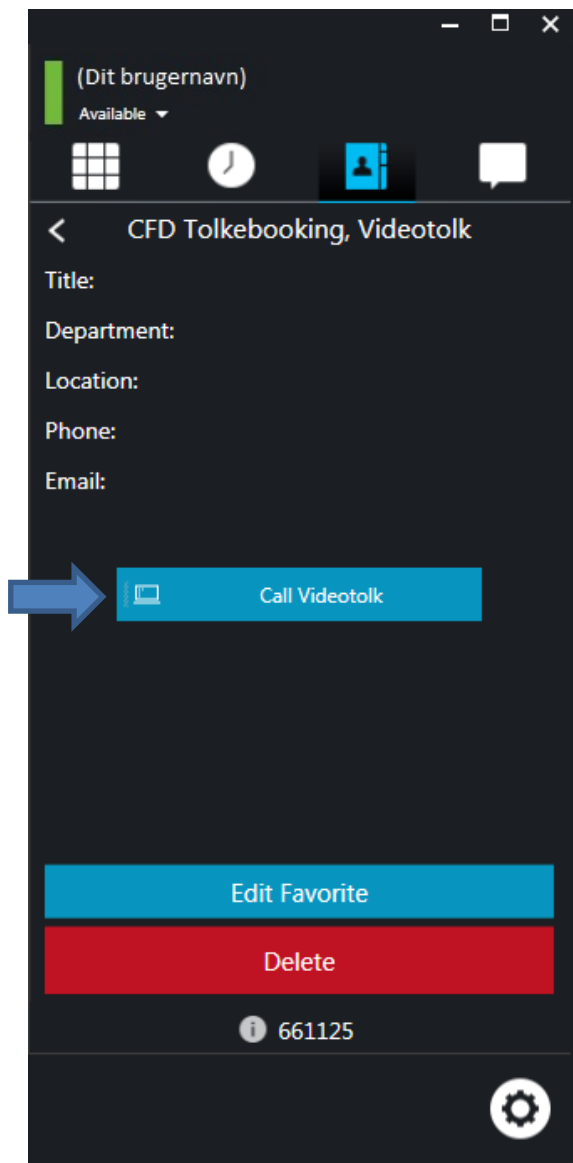 (Dit brugernavn)
Available
CFD Tolkebooking, Videotolk
Title:
Department:
Location:
Phone:
Email:
Call Videotolk
Edit Favorite
Delete
661125